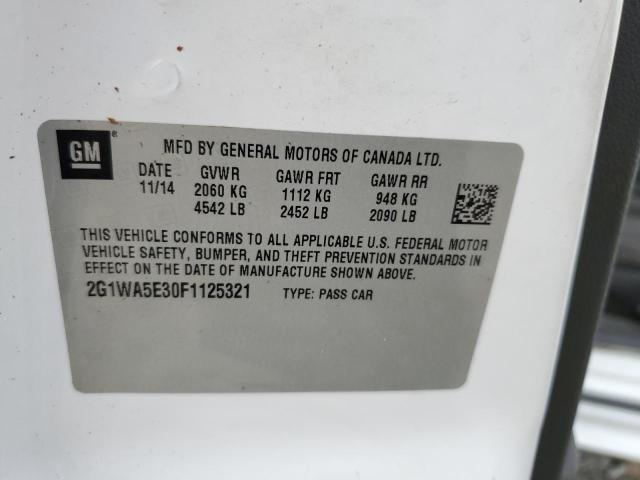 GM®
MFD BY GENERAL MOTORS OF CANADA LTD.
DATE GVWR GAWR FRT GAWR RR
11/14 2060 KG 1112 KG 948 KG
4542 LB 2452 LB 2090 LB
THIS VEHICLE CONFORMS TO ALL APPLICABLE U.S. FEDERAL MOTOR
VEHICLE SAFETY, BUMPER, AND THEFT PREVENTION STANDARDS IN
EFFECT ON THE DATE OF MANUFACTURE SHOWN ABOVE.
2G1WA5E30F1125321 TYPE: PASS CAR